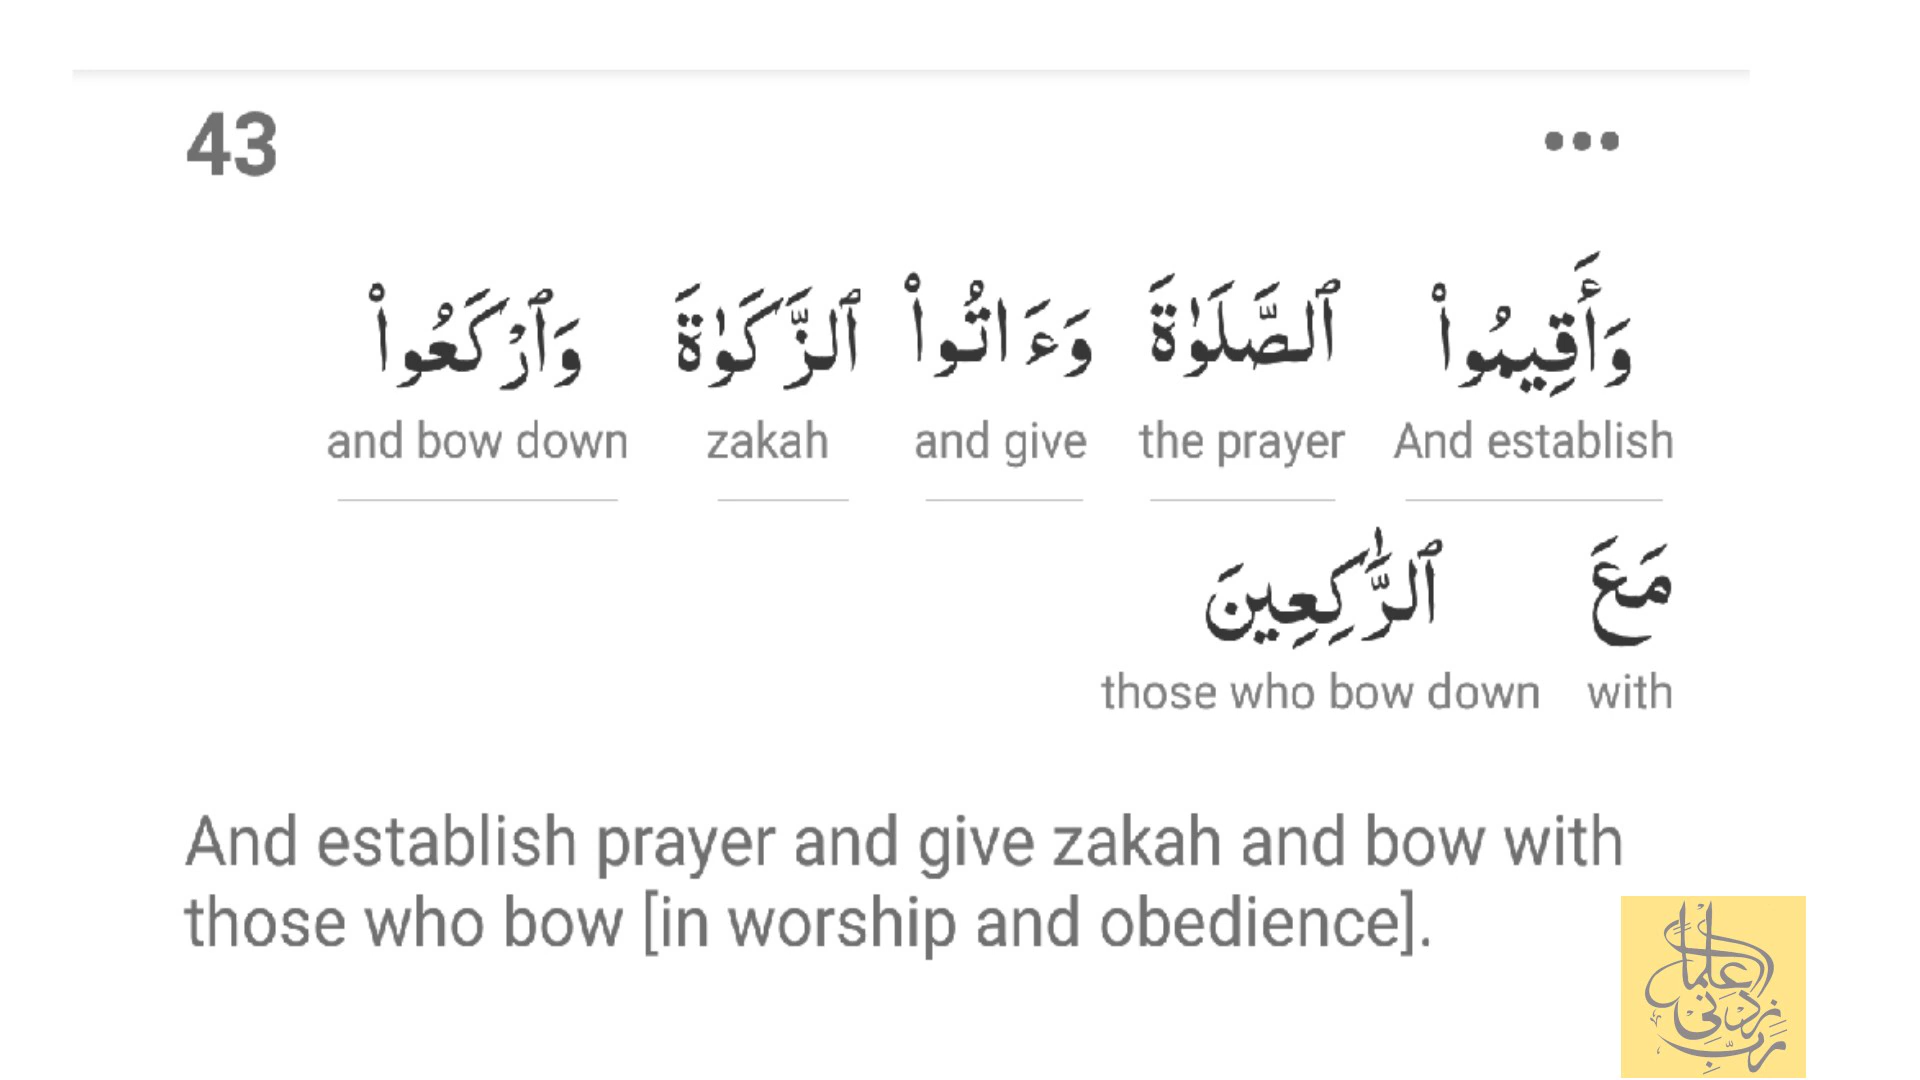 43
وَأَقِيمُوا۟ ٱلصَّلَوٰةَ وَءَاتُوا۟ ٱلزَّكَوٰةَ وَٱرْكَعُوا۟
And establish the prayer and give zakah and bow down
مَعَ ٱلرَّٰكِعِينَ
with those who bow down
And establish prayer and give zakah and bow with
those who bow [in worship and obedience].
رَبِّ زِدْنِي عِلْمًا